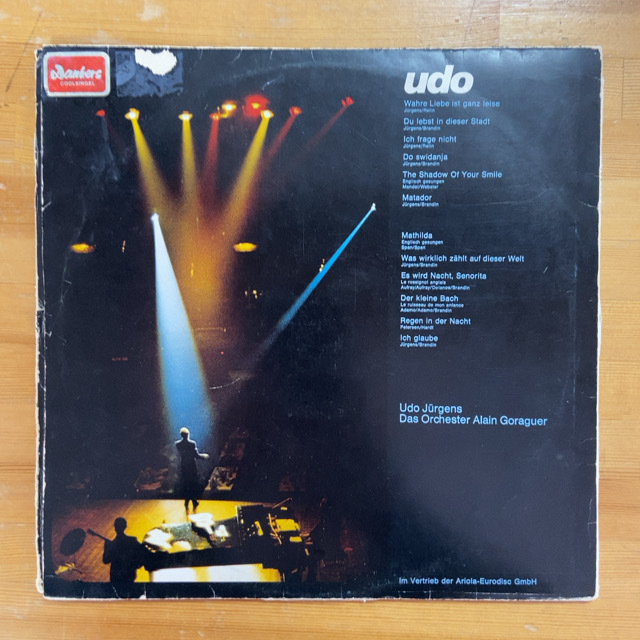 Dankers
COOLSINGEL
udo
Wahre Liebe ist ganz leise
Jürgens/Relin
Du lebst in dieser Stadt
Jürgens/Brandin
Ich frage nicht
Jürgens/Relin
Do swidanja
Jürgens/Brandin
The Shadow Of Your Smile
Englisch gesungen
Mandel/Webster
Matador
Jürgens/Brandin
Mathilda
Englisch gesungen
Span/Span
Was wirklich zählt auf dieser Welt
Jürgens/Brandin
Es wird Nacht, Senorita
Le rossignol anglais
Aufray/Aufray/Delanoe/Brandin
Der kleine Bach
Le ruisseau de mon enfance
Adamo/Adamo/Brandin
Regen in der Nacht
Petersen/Hardt
Ich glaube
Jürgens/Brandin
Udo Jürgens
Das Orchester Alain Goraguer
Im Vertrieb der Ariola-Eurodisc GmbH